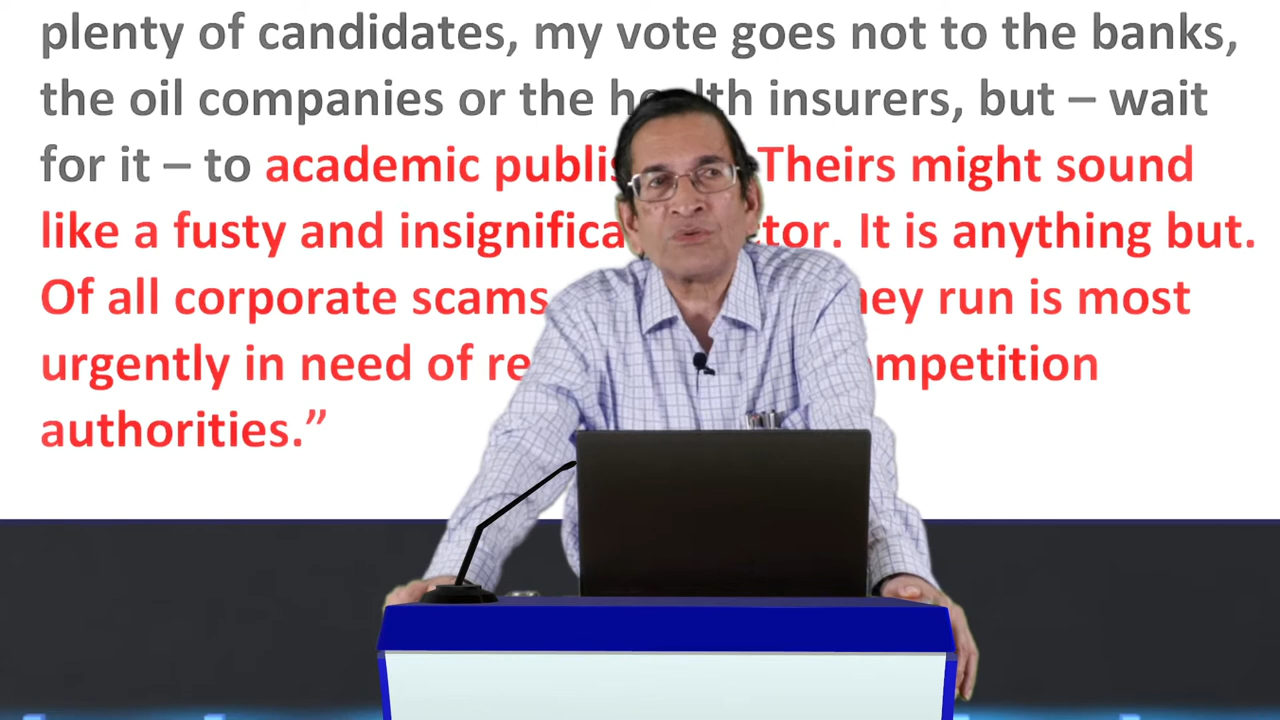 plenty of candidates, my vote goes not to the banks,
the oil companies or the health insurers, but – wait
for it – to academic Theirs might sound
like a fusty and It is anything but.
Of all corporate scams run is most
urgently in need of
authorities.”